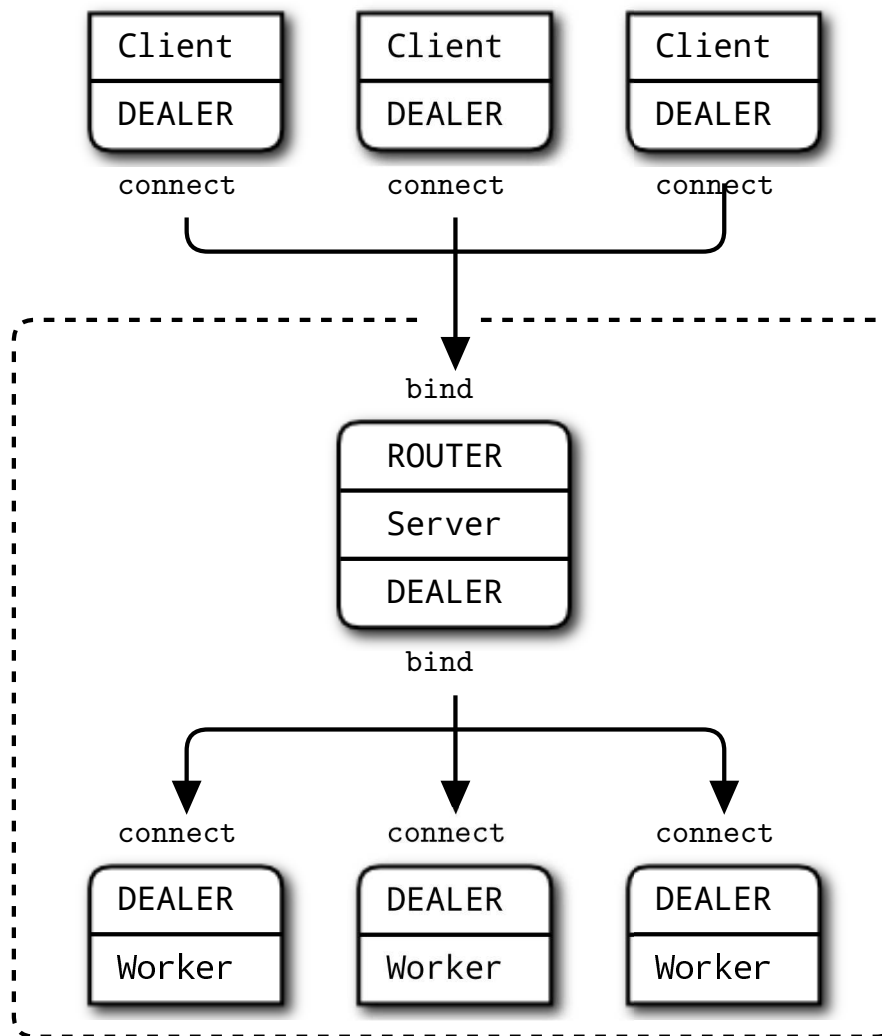 Client Client Client
DEALER DEALER DEALER
connect connect connect
bind
ROUTER
Server
DEALER
bind
connect connect connect
DEALER DEALER DEALER
Worker Worker Worker